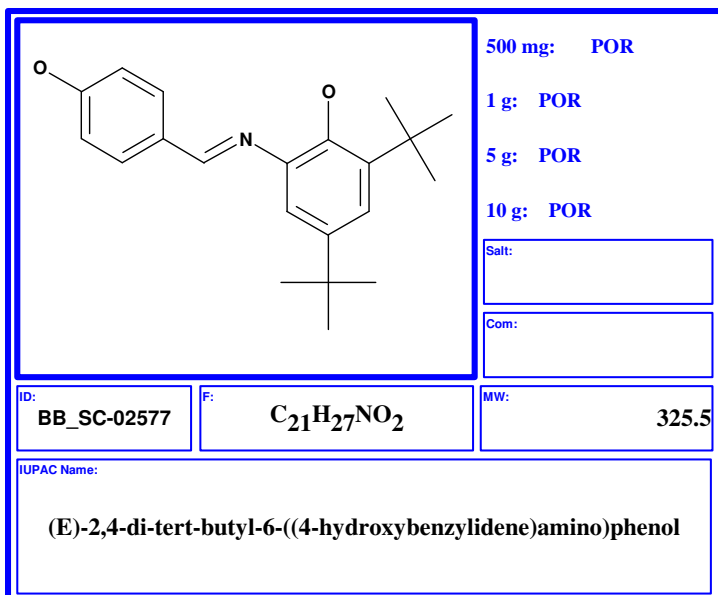 O
O
N
500 mg: POR
1 g: POR
5 g: POR
10 g: POR
Salt:
Com:
ID:
BB_SC-02577
F:
C21H27NO2
MW:
325.5
IUPAC Name:
(E)-2,4-di-tert-butyl-6-((4-hydroxybenzylidene)amino)phenol